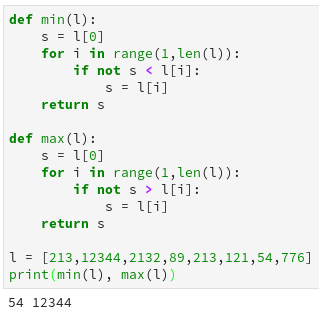 def min(l):
    s = l[0]
    for i in range(1,len(l)):
        if not s < l[i]:
            s = l[i]
    return s

def max(l):
    s = l[0]
    for i in range(1,len(l)):
        if not s > l[i]:
            s = l[i]
    return s

l = [213,12344,2132,89,213,121,54,776]
print(min(l), max(l))
54 12344